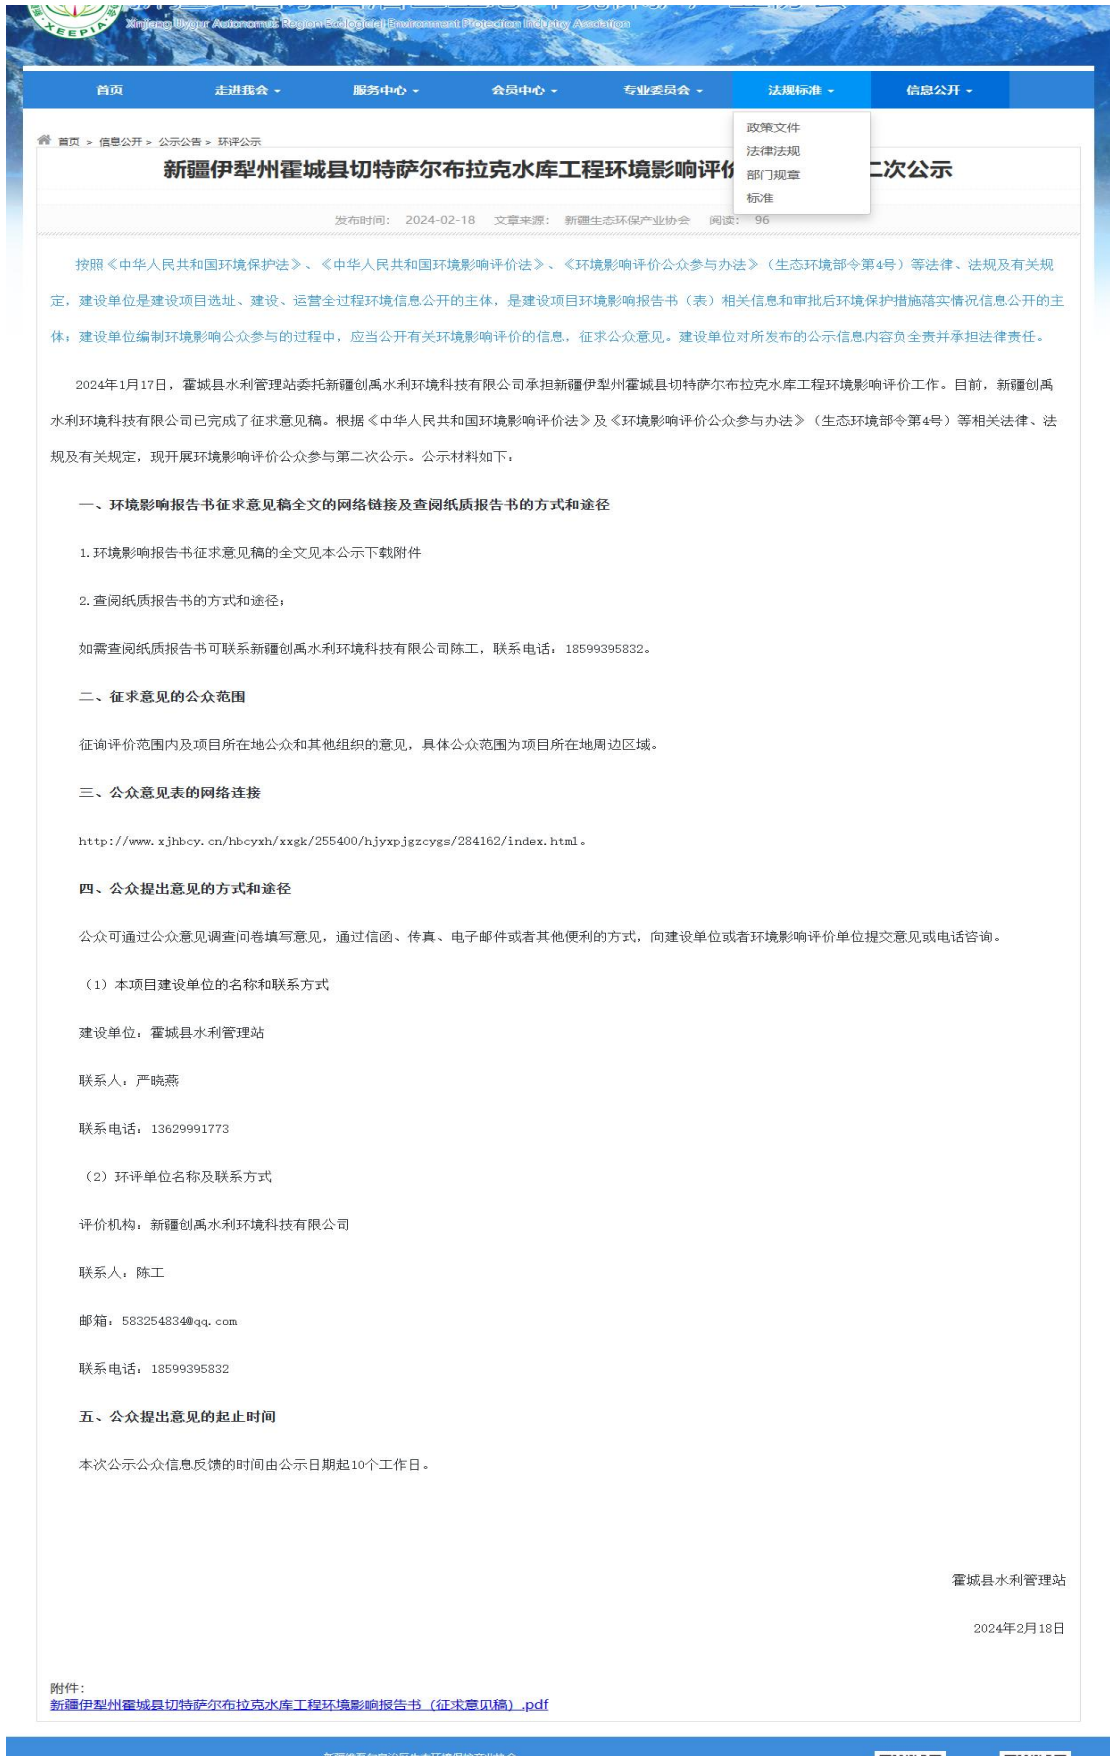 XEEPIA
Xinjiang Uygur Autonomous Region Ecological Environment Protection Industry Association
首页 走进我会 服务中心 会员中心 专业委员会 法规标准 信息公开
政策文件
法律法规
部门规章
标准
首页 > 信息公开 > 公示公告 > 环评公示
新疆伊犁州霍城县切特萨尔布拉克水库工程环境影响评价 二次公示
发布时间: 2024-02-18 文章来源: 新疆生态环保产业协会 阅读: 96
按照《中华人民共和国环境保护法》、《中华人民共和国环境影响评价法》、《环境影响评价公众参与办法》（生态环境部令第4号）等法律、法规及有关规
定，建设单位是建设项目选址、建设、运营全过程环境信息公开的主体，是建设项目环境影响报告书（表）相关信息和审批后环境保护措施落实情况信息公开的主
体；建设单位编制环境影响公众参与的过程中，应当公开有关环境影响评价的信息，征求公众意见。建设单位对所发布的公示信息内容负全责并承担法律责任。
2024年1月17日，霍城县水利管理站委托新疆创禹水利环境科技有限公司承担新疆伊犁州霍城县切特萨尔布拉克水库工程环境影响评价工作。目前，新疆创禹
水利环境科技有限公司已完成了征求意见稿。根据《中华人民共和国环境影响评价法》及《环境影响评价公众参与办法》（生态环境部令第4号）等相关法律、法
规及有关规定，现开展环境影响评价公众参与第二次公示。公示材料如下：
一、环境影响报告书征求意见稿全文的网络链接及查阅纸质报告书的方式和途径
1.环境影响报告书征求意见稿的全文见本公示下载附件
2.查阅纸质报告书的方式和途径；
如需查阅纸质报告书可联系新疆创禹水利环境科技有限公司陈工，联系电话：18599395832。
二、征求意见的公众范围
征询评价范围内及项目所在地公众和其他组织的意见，具体公众范围为项目所在地周边区域。
三、公众意见表的网络连接
http://www.xjhbcy.cn/hbcyxh/xxgk/255400/hjyxpjgzcygs/284162/index.html。
四、公众提出意见的方式和途径
公众可通过公众意见调查问卷填写意见，通过信函、传真、电子邮件或者其他便利的方式，向建设单位或者环境影响评价单位提交意见或电话咨询。
（1）本项目建设单位的名称和联系方式
建设单位：霍城县水利管理站
联系人：严晓燕
联系电话：13629991773
（2）环评单位名称及联系方式
评价机构：新疆创禹水利环境科技有限公司
联系人：陈工
邮箱：583254834@qq.com
联系电话：18599395832
五、公众提出意见的起止时间
本次公示公众信息反馈的时间由公示日期起10个工作日。
霍城县水利管理站
2024年2月18日
附件：
新疆伊犁州霍城县切特萨尔布拉克水库工程环境影响报告书（征求意见稿）.pdf